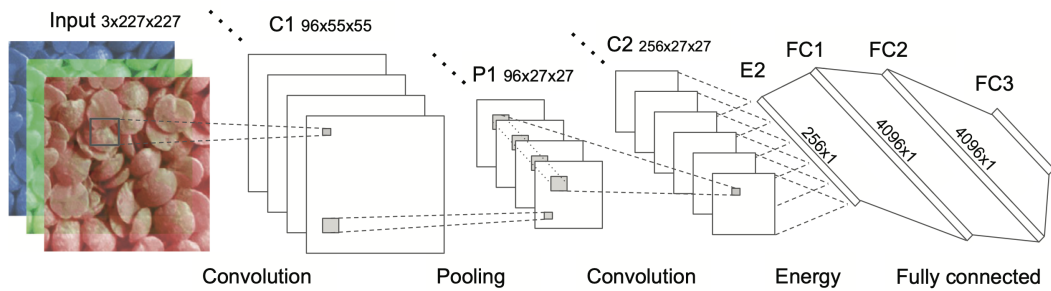 Input 3x227x227
C1 96x55x55
P1 96x27x27
C2 256x27x27
E2
FC1
FC2
FC3
256x1
4096x1
4096x1
Convolution
Pooling
Convolution
Energy
Fully connected